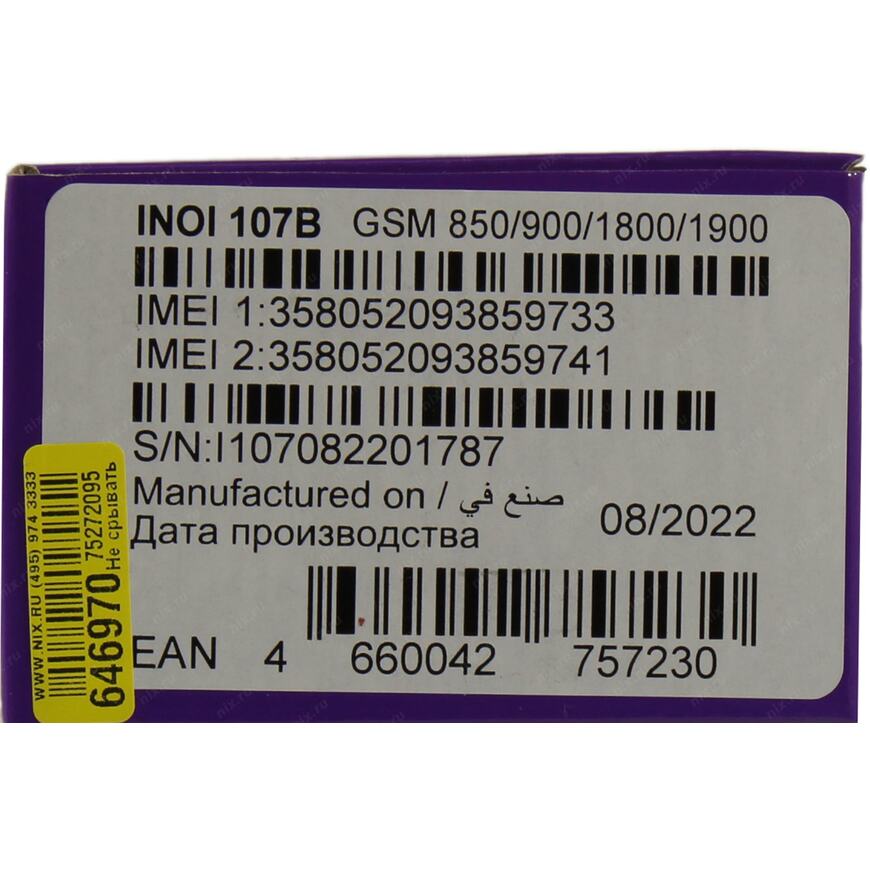 INOI 107B GSM 850/900/1800/1900
IMEI 1:358052093859733
IMEI 2:358052093859741
S/N:I107082201787
Manufactured on / صنع في
Дата производства
08/2022
EAN 4 660042 757230
WWW.NIX.RU (495) 974 3333
646970
75272095
Не срывать